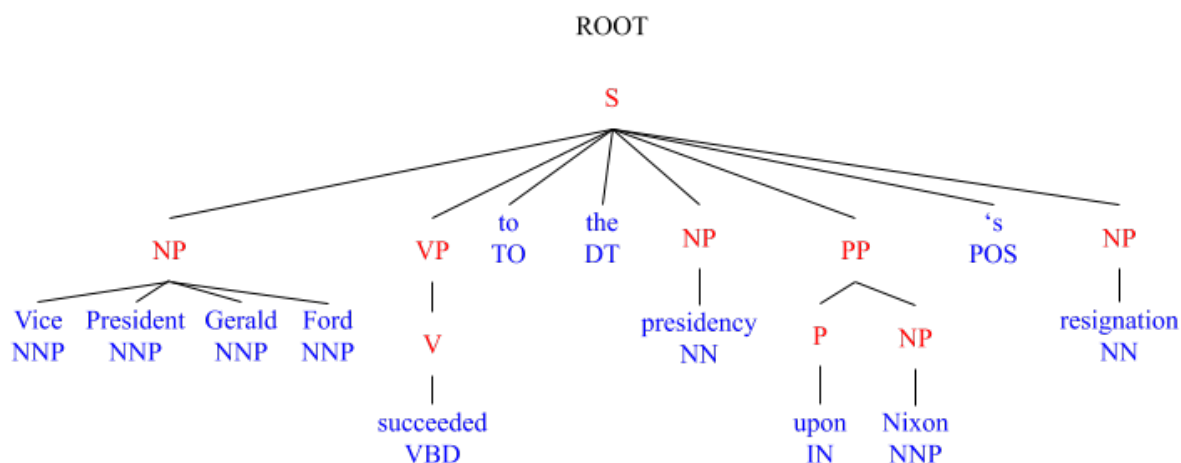 ROOT
S
to the ‘s
NP VP TO DT NP PP POS NP
Vice President Gerald Ford presidency resignation
NNP NNP NNP NNP V NN P NP NN
succeeded upon Nixon
VBD IN NNP